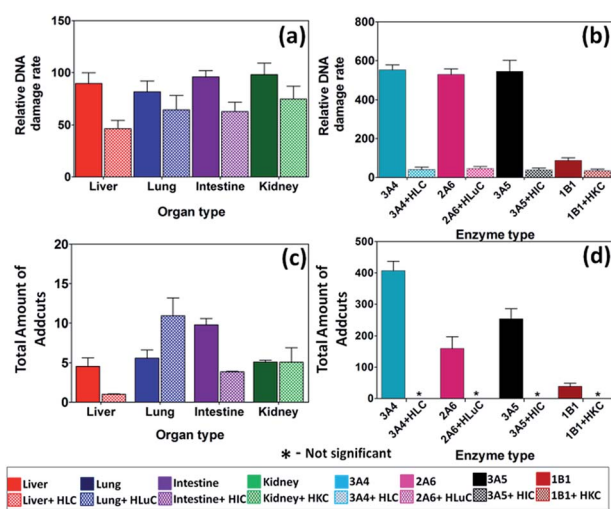 (a)
Relative DNA
damage rate
150
100
50
0
Liver
Lung
Intestine
Kidney
Organ type
(b)
Relative DNA
damage rate
800
600
400
200
0
3A4
3A4+HLC
2A6
2A6+HLuC
3A5
3A5+HIC
1B1
1B1+HKC
Enzyme type
(c)
Total Amount of
Addcuts
20
15
10
5
0
Liver
Lung
Intestine
Kidney
Organ type
(d)
Total Amount of
Addcuts
500
400
300
200
100
0
* * * *
3A4
3A4+HLC
2A6
2A6+HLuC
3A5
3A5+HIC
1B1
1B1+HKC
Enzyme type
* - Not significant
Liver Lung Intestine Kidney 3A4 2A6 3A5 1B1
Liver+ HLC Lung+ HLuC Intestine+ HIC Kidney+ HKC 3A4+ HLC 2A6+ HLuC 3A5+ HIC 1B1+ HKC